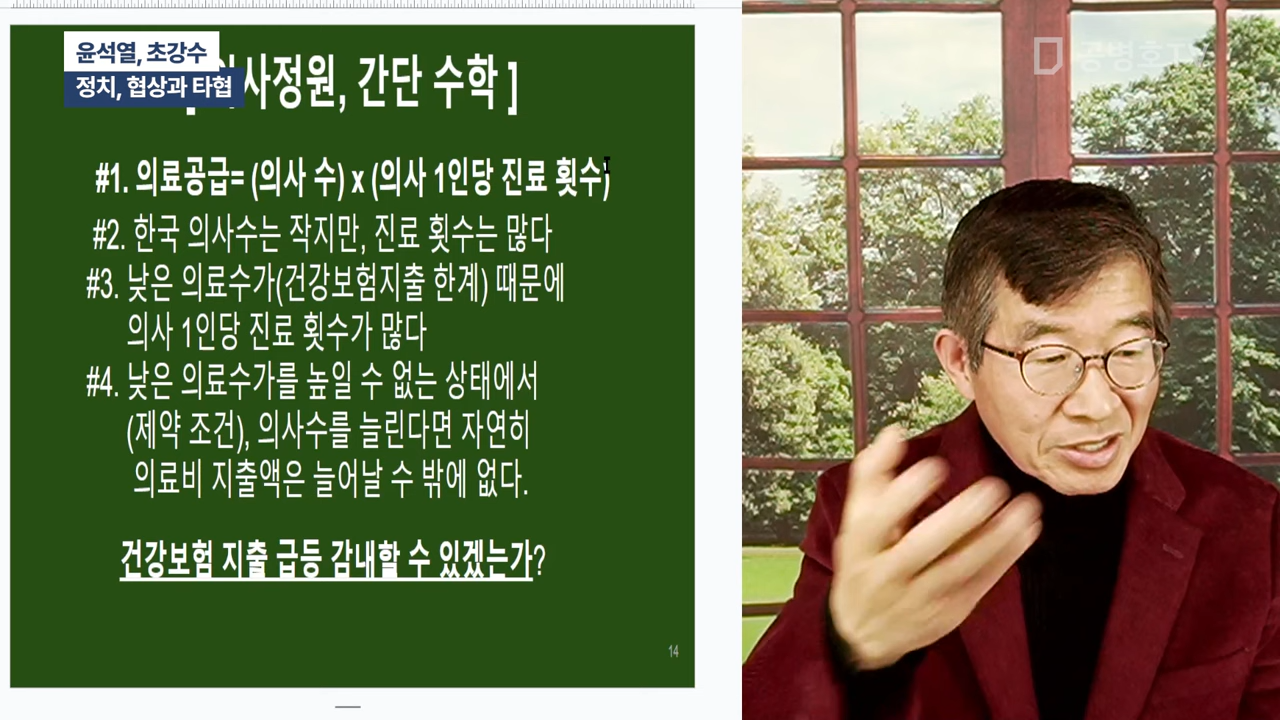 윤석열, 초강수
정치, 협상과 타협
사정원, 간단 수학 ]
#1. 의료공급= (의사 수) x (의사 1인당 진료 횟수)
#2. 한국 의사수는 작지만, 진료 횟수는 많다
#3. 낮은 의료수가(건강보험지출 한계) 때문에
의사 1인당 진료 횟수가 많다
#4. 낮은 의료수가를 높일 수 없는 상태에서
(제약 조건), 의사수를 늘린다면 자연히
의료비 지출액은 늘어날 수 밖에 없다.
건강보험 지출 급등 감내할 수 있겠는가?
14
공병호TV